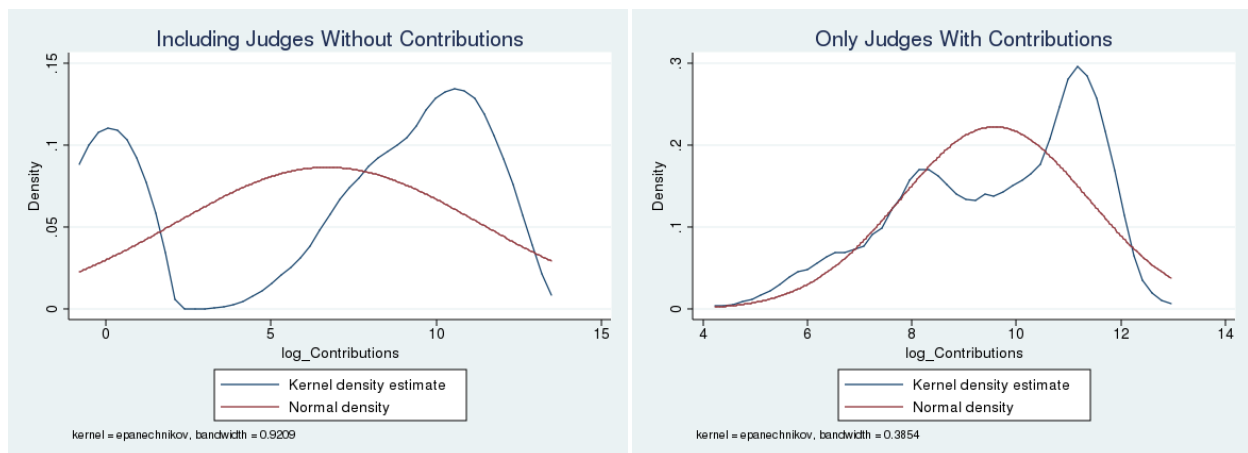 Including Judges Without Contributions
Density
.15
.1
.05
0
0 5 10 15
log_Contributions
Kernel density estimate
Normal density
kernel = epanechnikov, bandwidth = 0.9209
Only Judges With Contributions
Density
.3
.2
.1
0
4 6 8 10 12 14
log_Contributions
Kernel density estimate
Normal density
kernel = epanechnikov, bandwidth = 0.3854